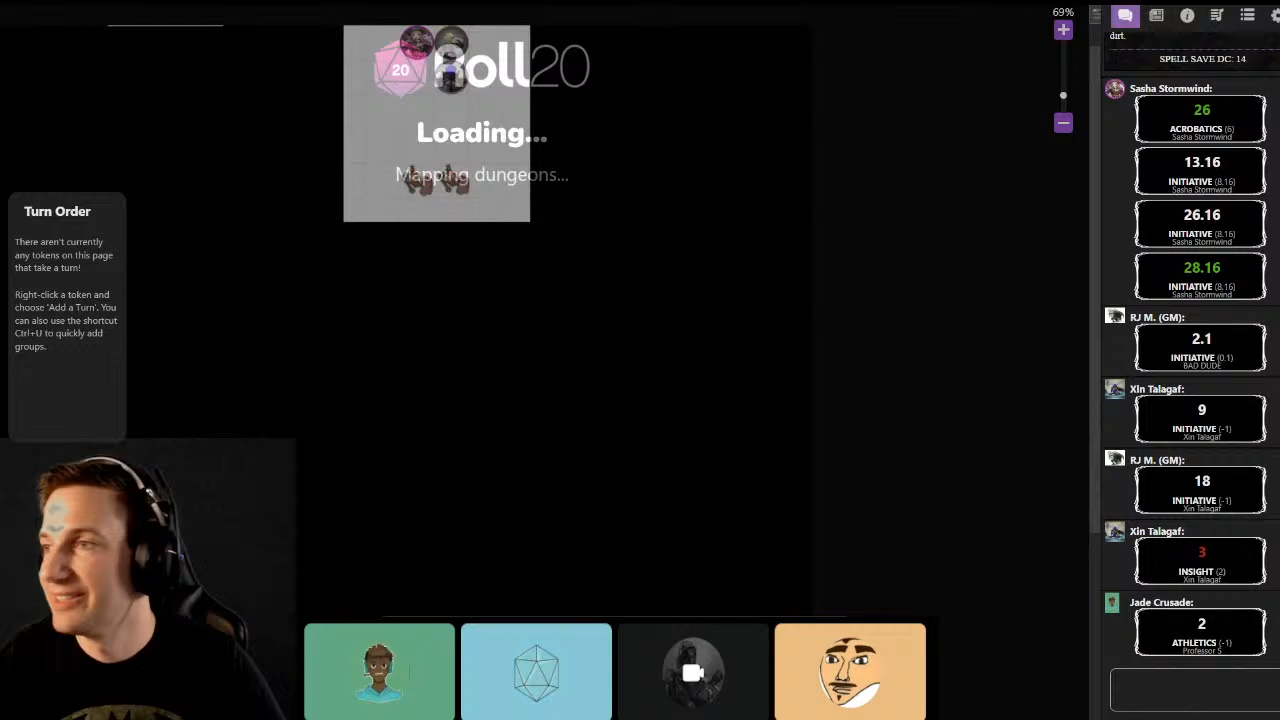 69%
dirt.
SPELL SAVE DC: 14
20
Roll20
Loading...
Mapping dungeons...
Turn Order
There aren't currently
any tokens on this page
that take a turn!
Right-click a token and
choose 'Add a Turn'. You
can also use the shortcut
Ctrl+U to quickly add
groups.
Sasha Stormwind:
26
ACROBATICS (6)
Sasha Stormwind
13.16
INITIATIVE (8.16)
Sasha Stormwind
26.16
INITIATIVE (8.16)
Sasha Stormwind
28.16
INITIATIVE (8.16)
Sasha Stormwind
RJ M. (GM):
2.1
INITIATIVE (0.1)
BAD DUDE
Xin Talagaf:
9
INITIATIVE (-1)
Xin Talagaf
RJ M. (GM):
18
INITIATIVE (-1)
Xin Talagaf
Xin Talagaf:
3
INSIGHT (2)
Xin Talagaf
Jade Crusade:
2
ATHLETICS (-1)
Professor S